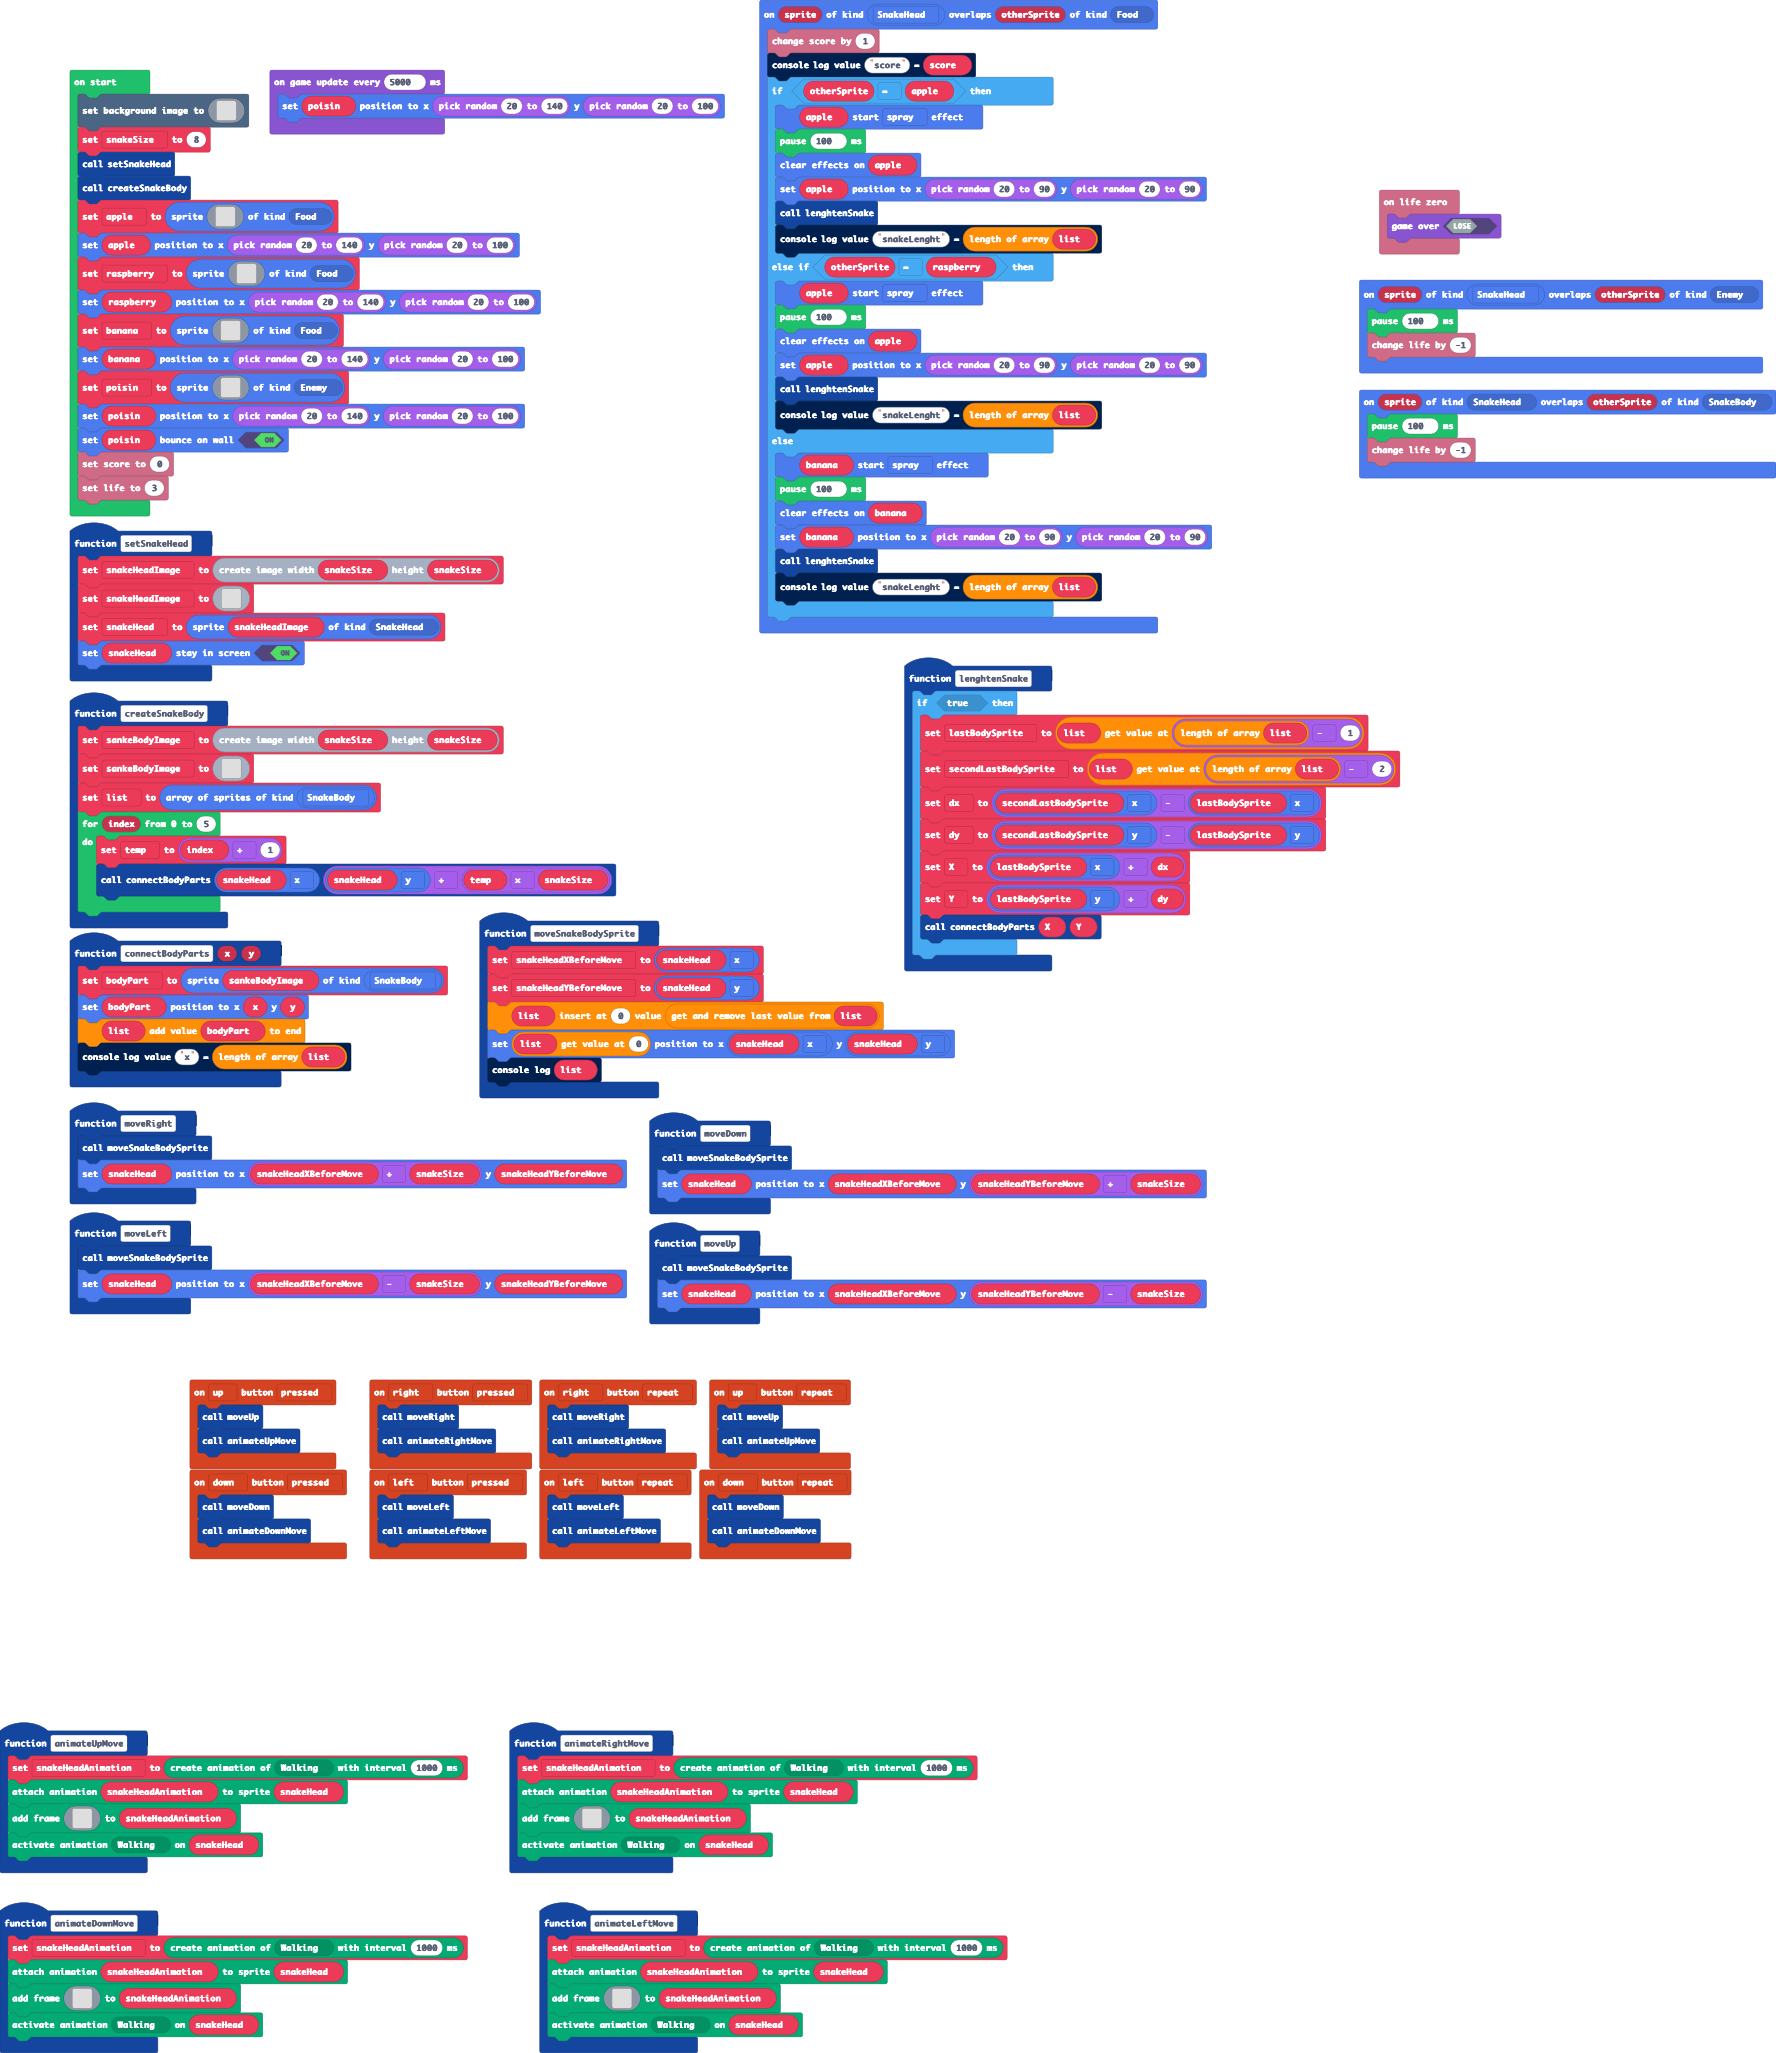 on start
set background image to
set snakeSize to 8
call setSnakeHead
call createSnakeBody
set apple to sprite of kind Food
set apple position to x pick random 20 to 140 y pick random 20 to 100
set raspberry to sprite of kind Food
set raspberry position to x pick random 20 to 140 y pick random 20 to 100
set banana to sprite of kind Food
set banana position to x pick random 20 to 140 y pick random 20 to 100
set poisin to sprite of kind Enemy
set poisin position to x pick random 20 to 140 y pick random 20 to 100
set poisin bounce on wall ON
set score to 0
set life to 3
on game update every 5000 ms
set poisin position to x pick random 20 to 140 y pick random 20 to 100
on sprite of kind SnakeHead overlaps otherSprite of kind Food
change score by 1
console log value "score" = score
if otherSprite = apple then
apple start spray effect
pause 100 ms
clear effects on apple
set apple position to x pick random 20 to 90 y pick random 20 to 90
call lenghtenSnake
console log value "snakeLenght" = length of array list
else if otherSprite = raspberry then
apple start spray effect
pause 100 ms
clear effects on apple
set apple position to x pick random 20 to 90 y pick random 20 to 90
call lenghtenSnake
console log value "snakeLenght" = length of array list
else
banana start spray effect
pause 100 ms
clear effects on banana
set banana position to x pick random 20 to 90 y pick random 20 to 90
call lenghtenSnake
console log value "snakeLenght" = length of array list
on life zero
game over LOSE
on sprite of kind SnakeHead overlaps otherSprite of kind Enemy
pause 100 ms
change life by -1
on sprite of kind SnakeHead overlaps otherSprite of kind SnakeBody
pause 100 ms
change life by -1
function setSnakeHead
set snakeHeadImage to create image width snakeSize height snakeSize
set snakeHeadImage to
set snakeHead to sprite snakeHeadImage of kind SnakeHead
set snakeHead stay in screen ON
function createSnakeBody
set sankeBodyImage to create image width snakeSize height snakeSize
set sankeBodyImage to
set list to array of sprites of kind SnakeBody
for index from 0 to 5
do
set temp to index + 1
call connectBodyParts snakeHead x snakeHead y + temp x snakeSize
function lenghtenSnake
if true then
set lastBodySprite to list get value at length of array list - 1
set secondLastBodySprite to list get value at length of array list - 2
set dx to secondLastBodySprite x - lastBodySprite x
set dy to secondLastBodySprite y - lastBodySprite y
set X to lastBodySprite x + dx
set Y to lastBodySprite y + dy
call connectBodyParts X Y
function connectBodyParts x y
set bodyPart to sprite sankeBodyImage of kind SnakeBody
set bodyPart position to x x y y
list add value bodyPart to end
console log value "x" = length of array list
function moveSnakeBodySprite
set snakeHeadXBeforeMove to snakeHead x
set snakeHeadYBeforeMove to snakeHead y
list insert at 0 value get and remove last value from list
set list get value at 0 position to x snakeHead x y snakeHead y
console log list
function moveRight
call moveSnakeBodySprite
set snakeHead position to x snakeHeadXBeforeMove + snakeSize y snakeHeadYBeforeMove
function moveDown
call moveSnakeBodySprite
set snakeHead position to x snakeHeadXBeforeMove y snakeHeadYBeforeMove + snakeSize
function moveLeft
call moveSnakeBodySprite
set snakeHead position to x snakeHeadXBeforeMove - snakeSize y snakeHeadYBeforeMove
function moveUp
call moveSnakeBodySprite
set snakeHead position to x snakeHeadXBeforeMove y snakeHeadYBeforeMove - snakeSize
on up button pressed
call moveUp
call animateUpMove
on right button pressed
call moveRight
call animateRightMove
on right button repeat
call moveRight
call animateRightMove
on up button repeat
call moveUp
call animateUpMove
on down button pressed
call moveDown
call animateDownMove
on left button pressed
call moveLeft
call animateLeftMove
on left button repeat
call moveLeft
call animateLeftMove
on down button repeat
call moveDown
call animateDownMove
function animateUpMove
set snakeHeadAnimation to create animation of Walking with interval 1000 ms
attach animation snakeHeadAnimation to sprite snakeHead
add frame to snakeHeadAnimation
activate animation Walking on snakeHead
function animateRightMove
set snakeHeadAnimation to create animation of Walking with interval 1000 ms
attach animation snakeHeadAnimation to sprite snakeHead
add frame to snakeHeadAnimation
activate animation Walking on snakeHead
function animateDownMove
set snakeHeadAnimation to create animation of Walking with interval 1000 ms
attach animation snakeHeadAnimation to sprite snakeHead
add frame to snakeHeadAnimation
activate animation Walking on snakeHead
function animateLeftMove
set snakeHeadAnimation to create animation of Walking with interval 1000 ms
attach animation snakeHeadAnimation to sprite snakeHead
add frame to snakeHeadAnimation
activate animation Walking on snakeHead